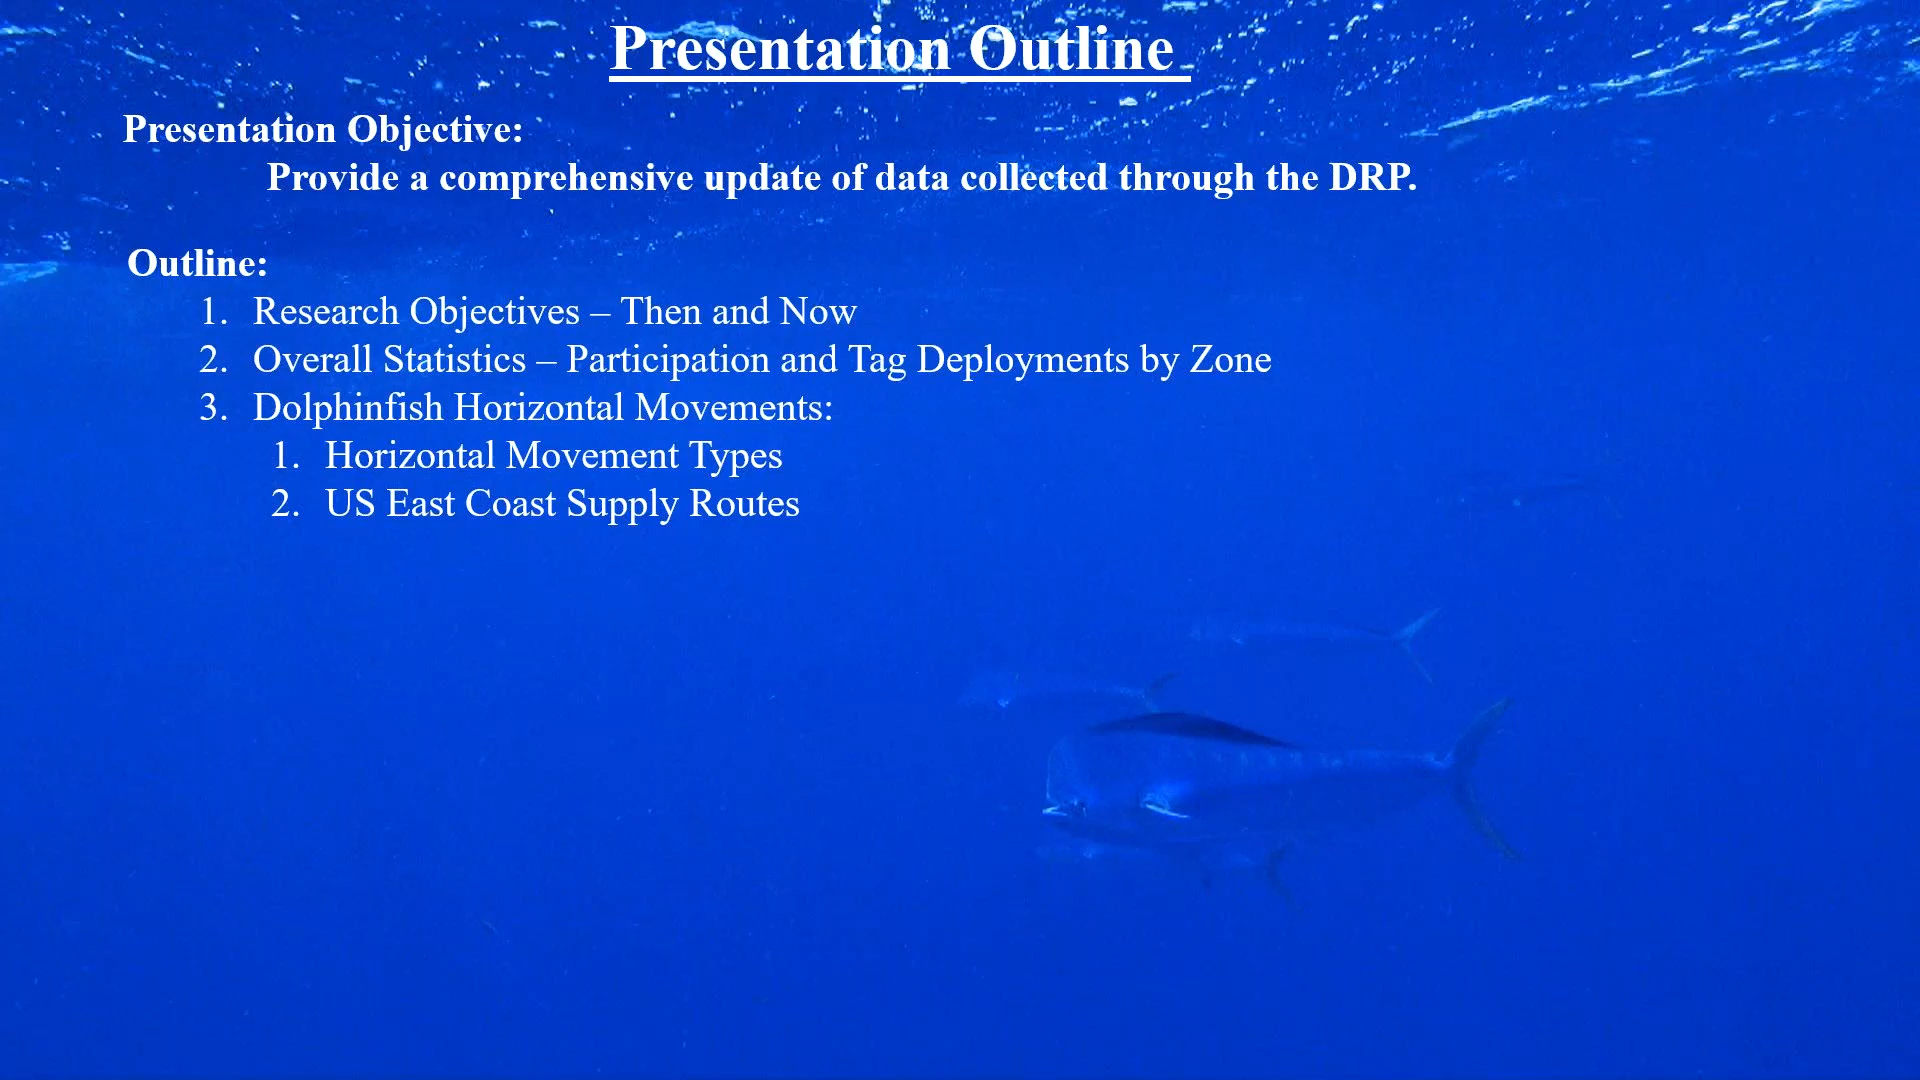 Presentation Outline
Presentation Objective:
Provide a comprehensive update of data collected through the DRP.
Outline:
1. Research Objectives – Then and Now
2. Overall Statistics – Participation and Tag Deployments by Zone
3. Dolphinfish Horizontal Movements:
1. Horizontal Movement Types
2. US East Coast Supply Routes